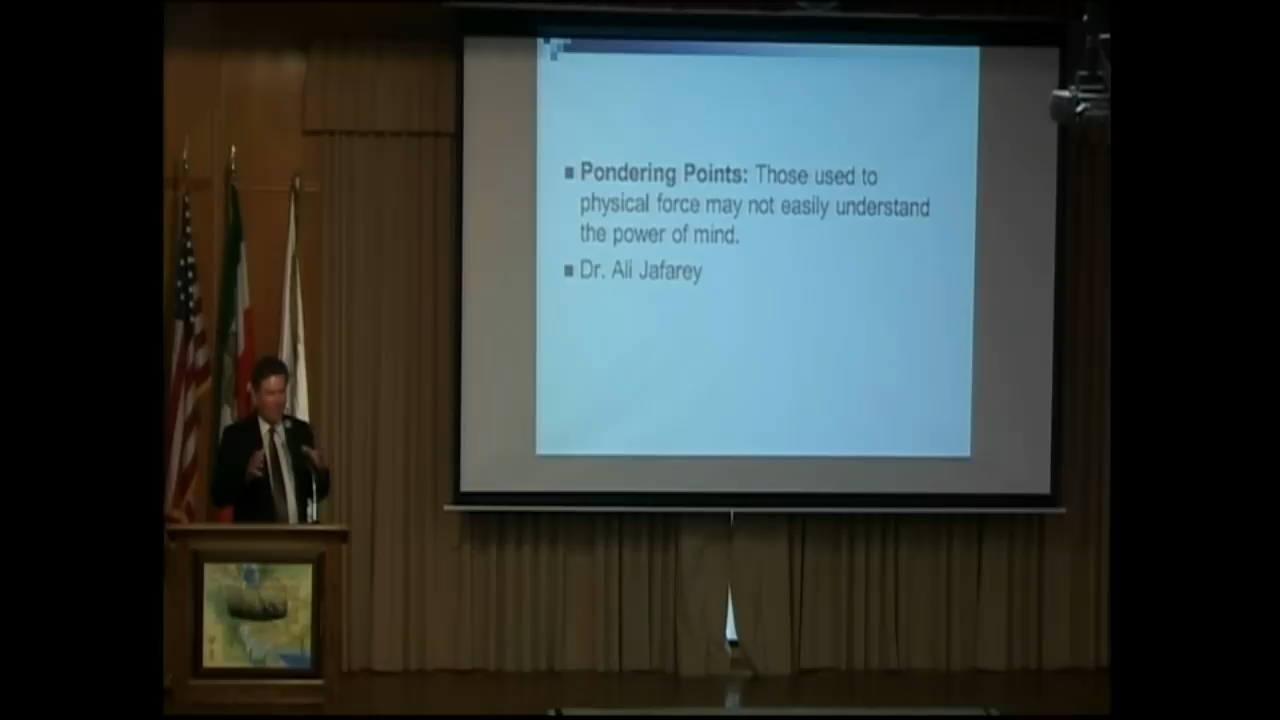 Pondering Points: Those used to
physical force may not easily understand
the power of mind.
Dr. Ali Jafarey